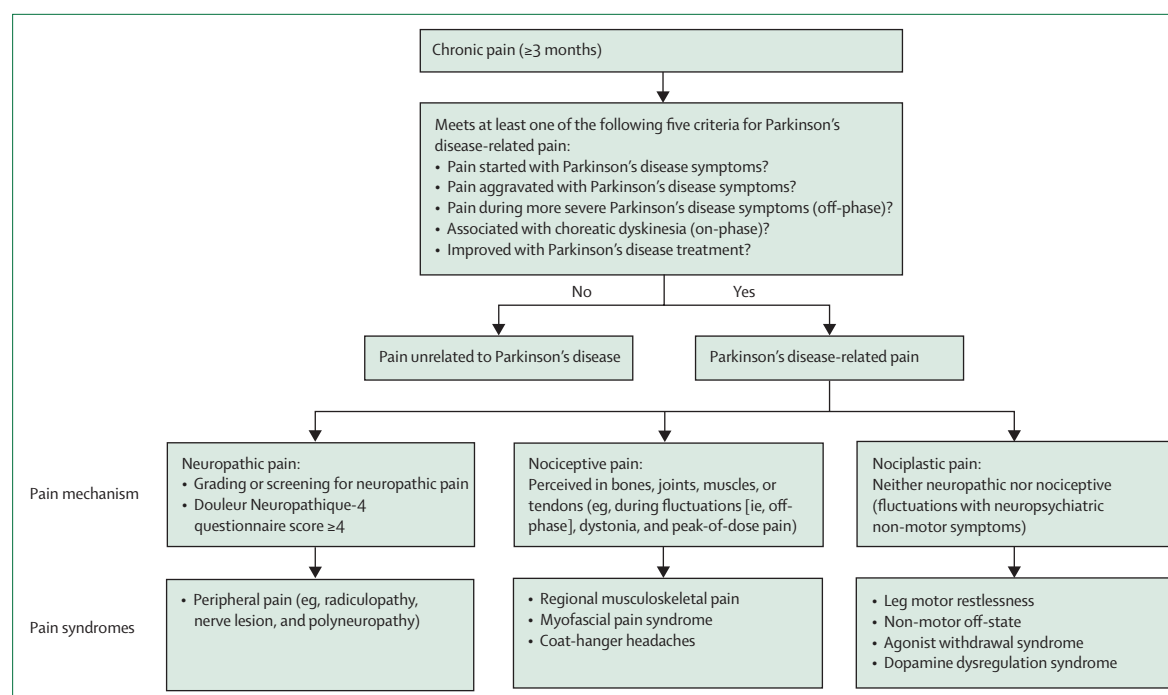 Chronic pain (≥3 months)
Meets at least one of the following five criteria for Parkinson's
disease-related pain:
• Pain started with Parkinson's disease symptoms?
• Pain aggravated with Parkinson's disease symptoms?
• Pain during more severe Parkinson's disease symptoms (off-phase)?
• Associated with choreatic dyskinesia (on-phase)?
• Improved with Parkinson's disease treatment?
No
Yes
Pain unrelated to Parkinson's disease
Parkinson's disease-related pain
Pain mechanism
Neuropathic pain:
• Grading or screening for neuropathic pain
• Douleur Neuropathique-4
questionnaire score ≥4
Nociceptive pain:
Perceived in bones, joints, muscles, or
tendons (eg, during fluctuations [ie, off-
phase], dystonia, and peak-of-dose pain)
Nociplastic pain:
Neither neuropathic nor nociceptive
(fluctuations with neuropsychiatric
non-motor symptoms)
Pain syndromes
• Peripheral pain (eg, radiculopathy,
nerve lesion, and polyneuropathy)
• Regional musculoskeletal pain
• Myofascial pain syndrome
• Coat-hanger headaches
• Leg motor restlessness
• Non-motor off-state
• Agonist withdrawal syndrome
• Dopamine dysregulation syndrome